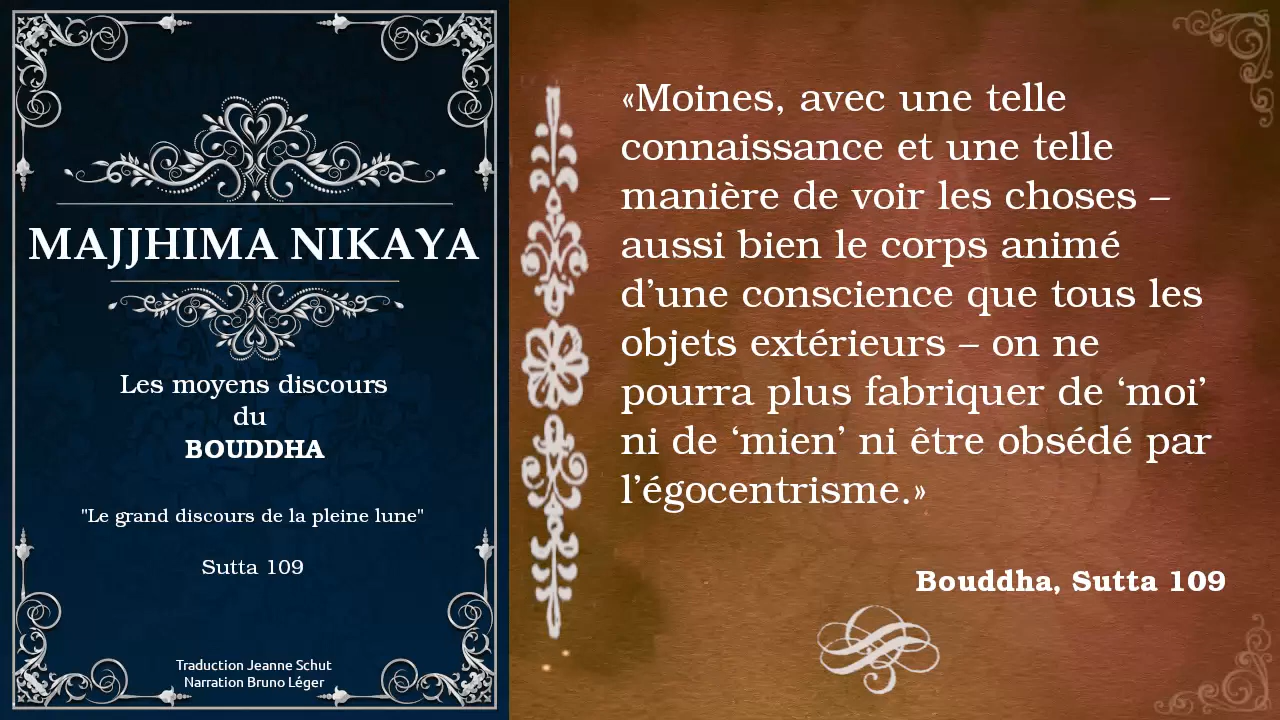 MAJJHIMA NIKAYA
Les moyens discours
du
BOUDDHA
"Le grand discours de la pleine lune"
Sutta 109
Traduction Jeanne Schut
Narration Bruno Léger
«Moines, avec une telle
connaissance et une telle
manière de voir les choses –
aussi bien le corps animé
d’une conscience que tous les
objets extérieurs – on ne
pourra plus fabriquer de ‘moi’
ni de ‘mien’ ni être obsédé par
l’égocentrisme.»
Bouddha, Sutta 109